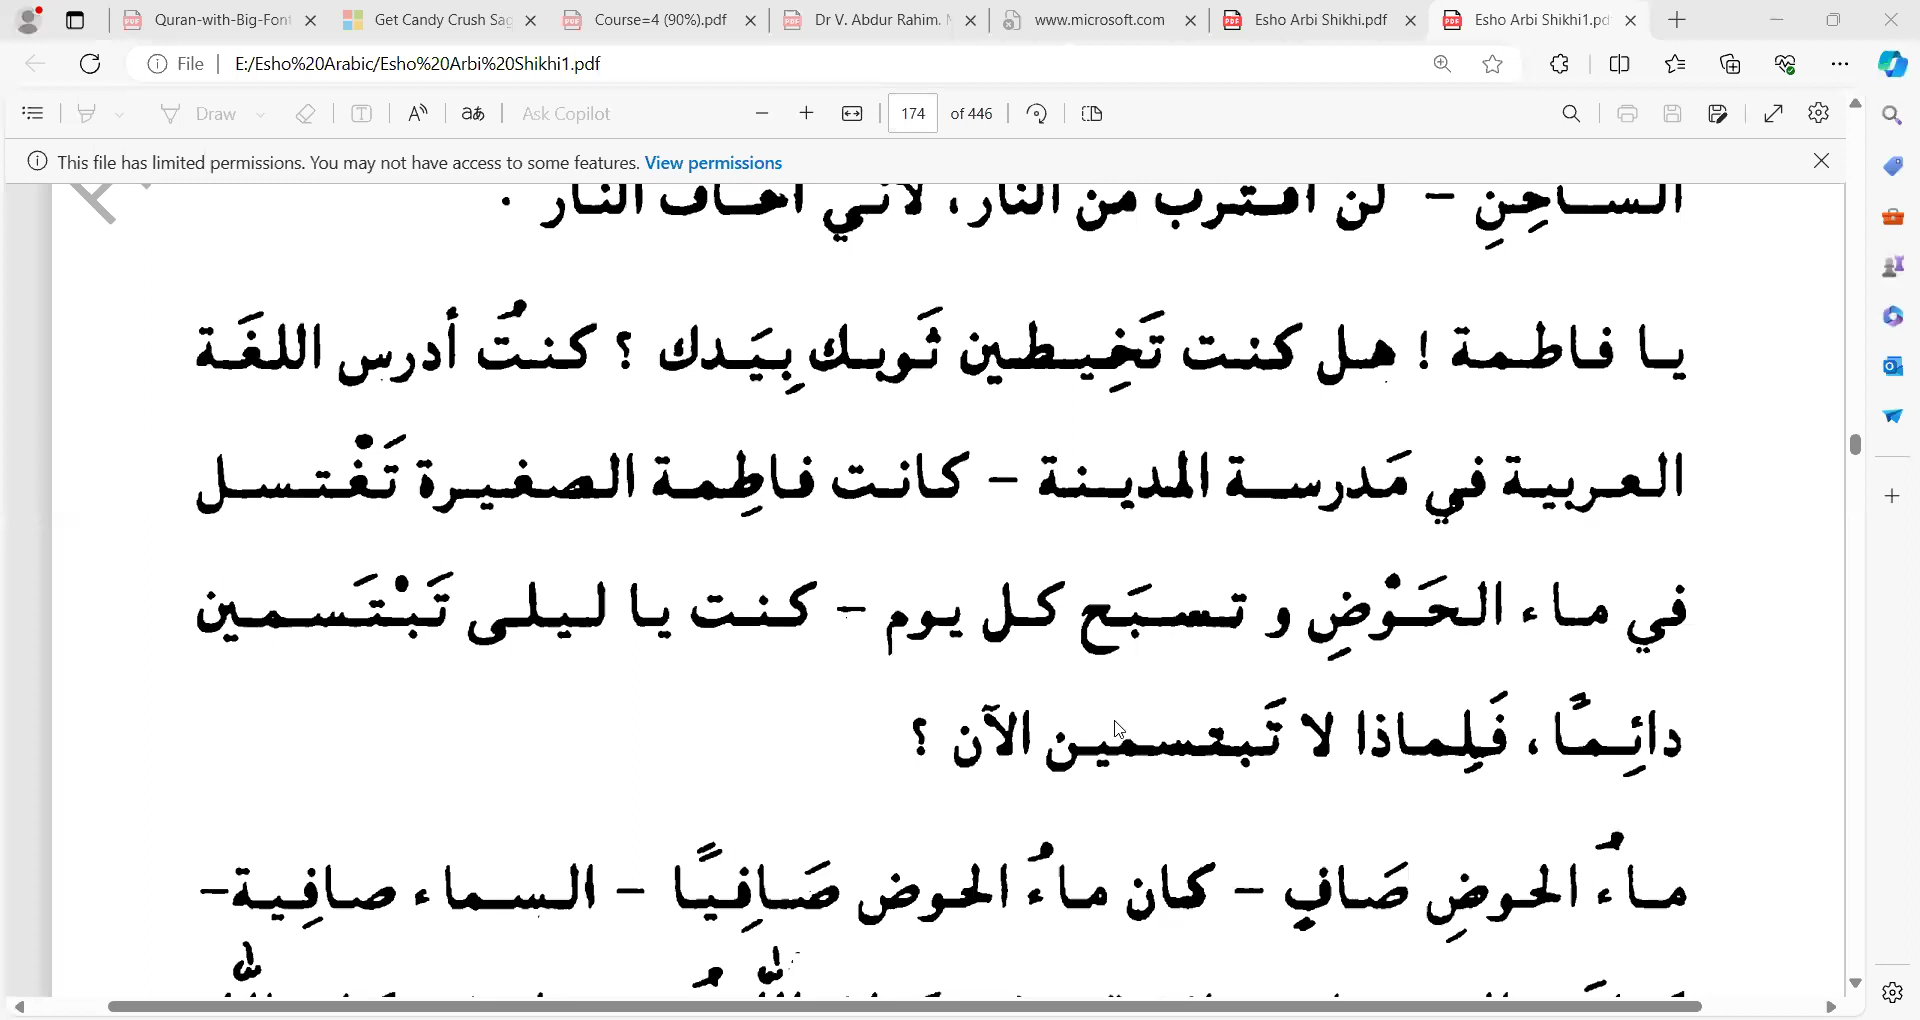 Quran-with-Big-Font
Get Candy Crush Sag
Course=4 (90%).pdf
Dr V. Abdur Rahim.
www.microsoft.com
Esho Arbi Shikhi.pdf
Esho Arbi Shikhi1.pd
File
E:/Esho%20Arabic/Esho%20Arbi%20Shikhi1.pdf
Draw
Ask Copilot
174 of 446
This file has limited permissions. You may not have access to some features. View permissions
الساخِنِ – لن أقترب من النار، لأنّي أخاف النار .
يا فاطمة ! هل كنت تَخِيطين ثَوبك بِيَدك ؟ كنتُ أدرس اللغَة
العربية في مَدرسة المدينة – كانت فاطِمة الصغيرة تَغْتسل
في ماء الحَوْضِ و تسبَح كل يوم – كنت يا ليلى تَبْتَسمين
دائِمًا، فَلِماذا لا تَبتسمين الآن ؟
ماءُ الحوضِ صَافٍ – كان ماءُ الحوض صَافِيًا – السماء صافِية–